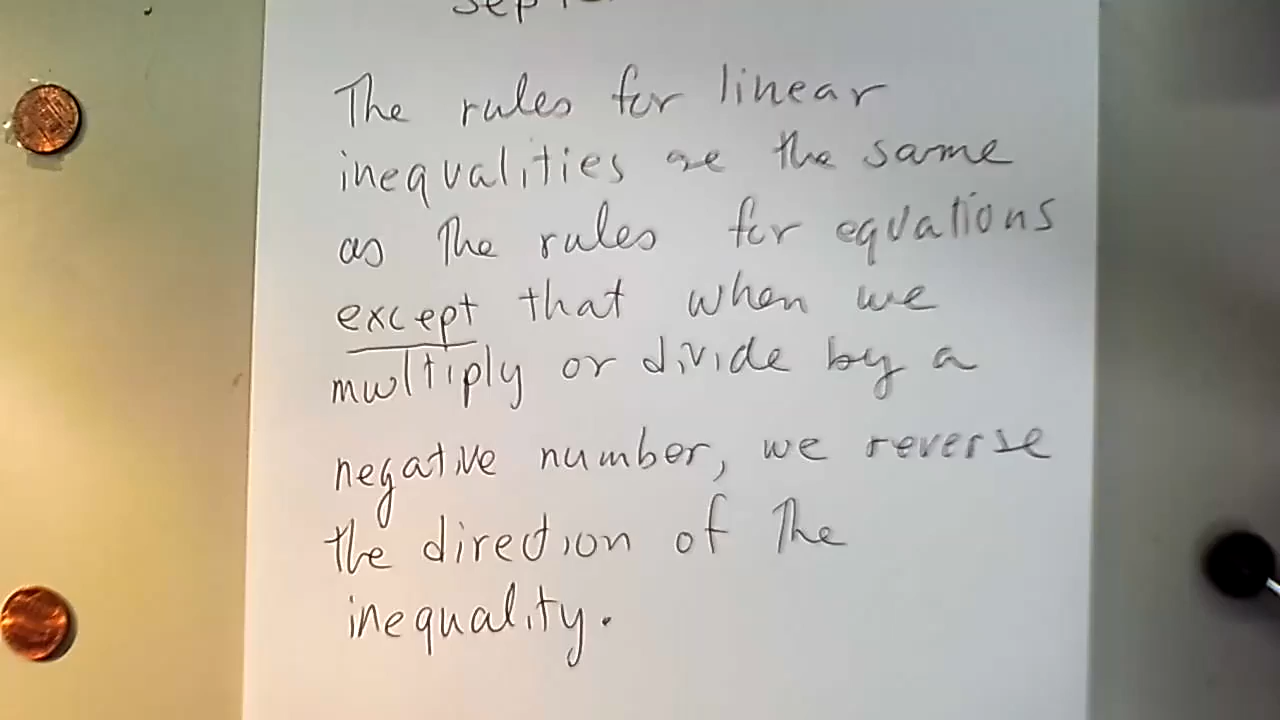 The rules for linear
inequalities are the same
as the rules for equations
except that when we
multiply or divide by a
negative number, we reverse
the direction of the
inequality.